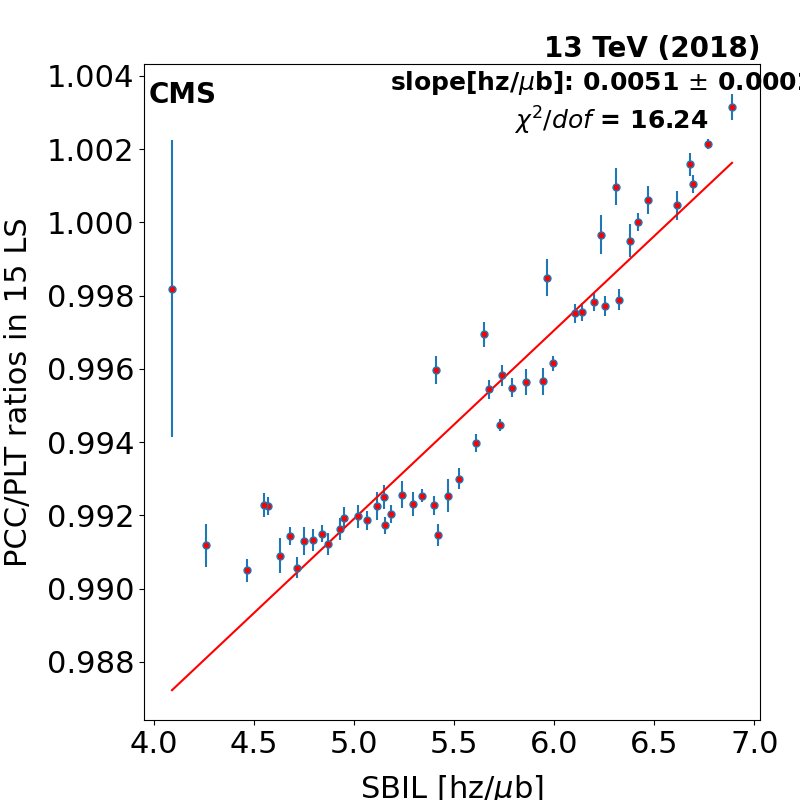 13 TeV (2018)
CMS
slope[hz/μb]: 0.0051 ± 0.000
χ²/dof = 16.24
PCC/PLT ratios in 15 LS
1.004
1.002
1.000
0.998
0.996
0.994
0.992
0.990
0.988
4.0 4.5 5.0 5.5 6.0 6.5 7.0
SBIL [hz/μb]